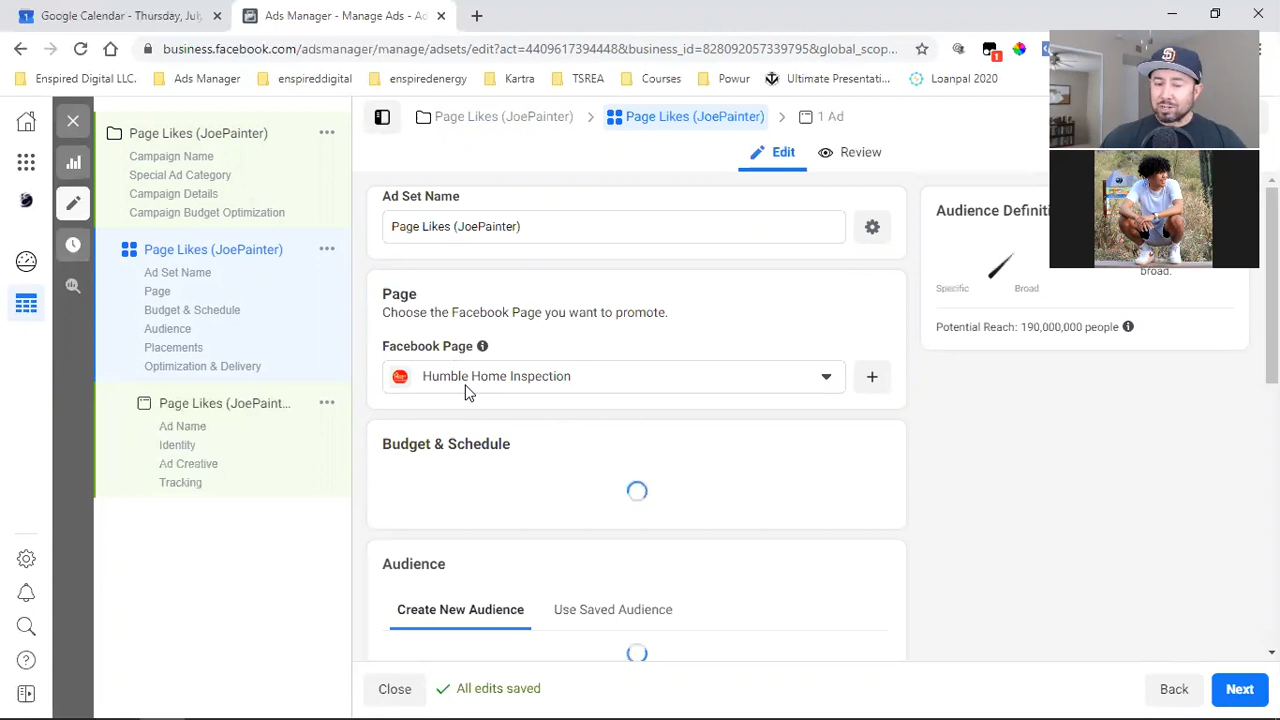 Google Calendar - Thursday, July
Ads Manager - Manage Ads - Ad
business.facebook.com/adsmanager/manage/adsets/edit?act=4409617394448&business_id=828092057339795&global_scop...
1
Enspired Digital LLC.
Ads Manager
enspireddigital
enspiredenergy
Kartra
TSREA
Courses
Powur
Ultimate Presentati...
Loanpal 2020
Page Likes (JoePainter)
Campaign Name
Special Ad Category
Campaign Details
Campaign Budget Optimization
Page Likes (JoePainter)
Ad Set Name
Page
Budget & Schedule
Audience
Placements
Optimization & Delivery
Page Likes (JoePaint...
Ad Name
Identity
Ad Creative
Tracking
Page Likes (JoePainter)
Page Likes (JoePainter)
1 Ad
Edit
Review
Ad Set Name
Page Likes (JoePainter)
Page
Choose the Facebook Page you want to promote.
Facebook Page
Humble Home Inspection
Budget & Schedule
Audience
Create New Audience
Use Saved Audience
Audience Definiti
Specific
Broad
broad.
Potential Reach: 190,000,000 people
Close
All edits saved
Back
Next